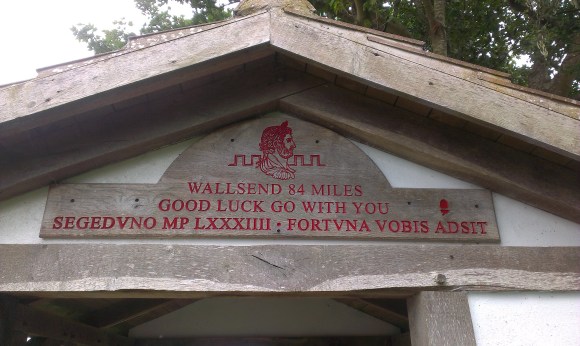 WALLSEND 84 MILES
GOOD LUCK GO WITH YOU
SEGEDVNO MP LXXXIIII : FORTVNA VOBIS ADSIT